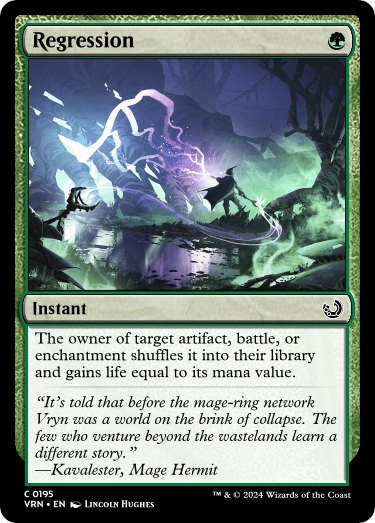 Regression
Instant
The owner of target artifact, battle, or
enchantment shuffles it into their library
and gains life equal to its mana value.
“It’s told that before the mage-ring network
Vryn was a world on the brink of collapse. The
few who venture beyond the wastelands learn a
different story.”
—Kavalester, Mage Hermit
C 0195
VRN • EN Lincoln Hughes
™ & © 2024 Wizards of the Coast